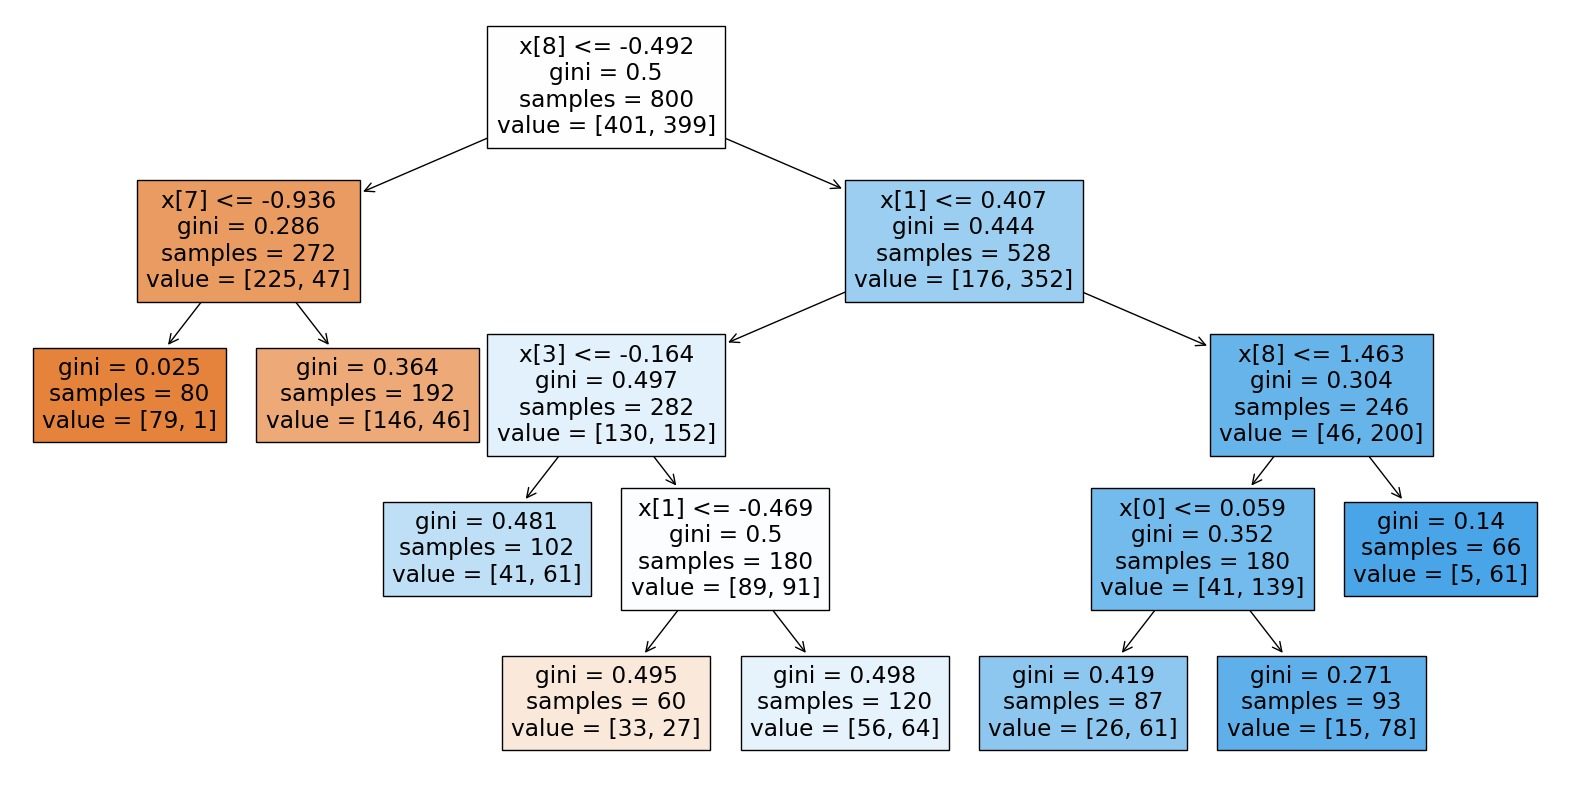 x[8] <= -0.492
gini = 0.5
samples = 800
value = [401, 399]
x[7] <= -0.936
gini = 0.286
samples = 272
value = [225, 47]
x[1] <= 0.407
gini = 0.444
samples = 528
value = [176, 352]
gini = 0.025
samples = 80
value = [79, 1]
gini = 0.364
samples = 192
value = [146, 46]
x[3] <= -0.164
gini = 0.497
samples = 282
value = [130, 152]
x[8] <= 1.463
gini = 0.304
samples = 246
value = [46, 200]
gini = 0.481
samples = 102
value = [41, 61]
x[1] <= -0.469
gini = 0.5
samples = 180
value = [89, 91]
x[0] <= 0.059
gini = 0.352
samples = 180
value = [41, 139]
gini = 0.14
samples = 66
value = [5, 61]
gini = 0.495
samples = 60
value = [33, 27]
gini = 0.498
samples = 120
value = [56, 64]
gini = 0.419
samples = 87
value = [26, 61]
gini = 0.271
samples = 93
value = [15, 78]